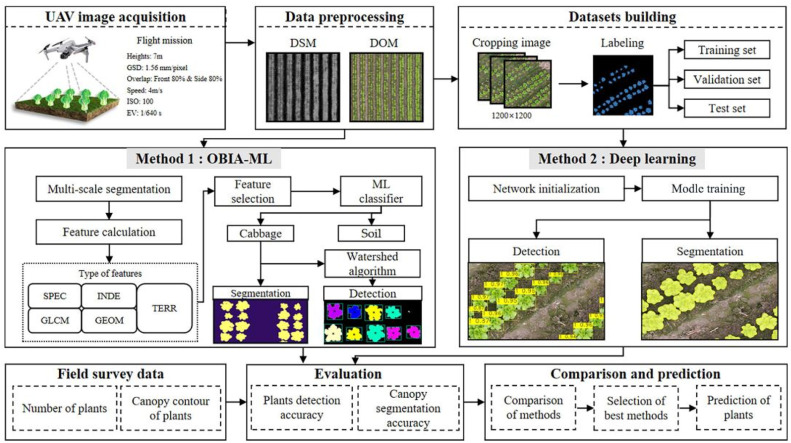 UAV image acquisition
Flight mission
Heights: 7m
GSD: 1.56 mm/pixel
Overlap: Front 80% & Side 80%
Speed: 4m/s
ISO: 100
EV: 1/640 s
Data preprocessing
DSM
DOM
Datasets building
Cropping image
1200×1200
Labeling
Training set
Validation set
Test set
Method 1 : OBIA-ML
Multi-scale segmentation
Feature calculation
Type of features
SPEC
INDE
TERR
GLCM
GEOM
Feature
selection
ML
classifier
Cabbage
Soil
Watershed
algorithm
Segmentation
Detection
Method 2 : Deep learning
Network initialization
Modle training
Detection
Segmentation
Field survey data
Number of plants
Canopy contour
of plants
Evaluation
Plants detection
accuracy
Canopy
segmentation
accuracy
Comparison and prediction
Comparison
of methods
Selection of
best methods
Prediction of
plants